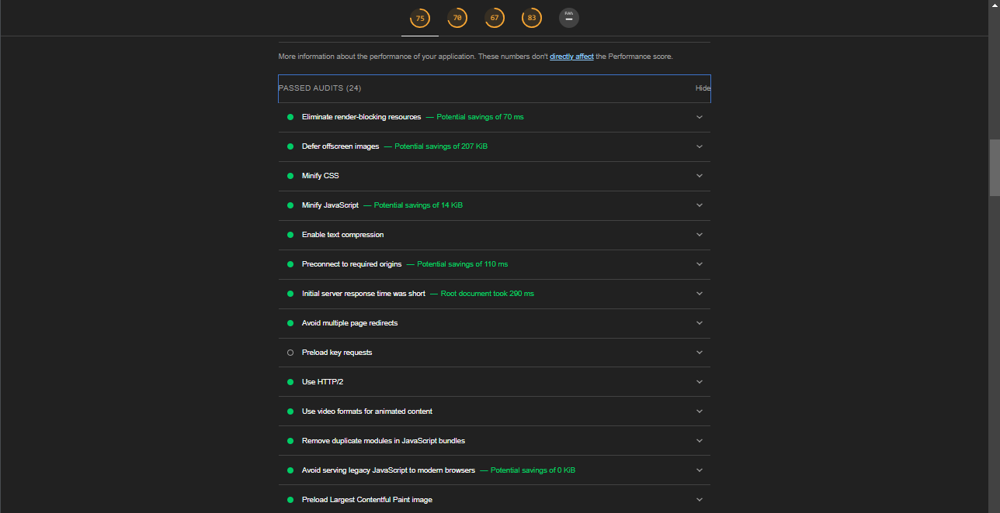 75 70 67 83 PWA
More information about the performance of your application. These numbers don't directly affect the Performance score.
PASSED AUDITS (24) Hide
Eliminate render-blocking resources — Potential savings of 70 ms
Defer offscreen images — Potential savings of 207 KiB
Minify CSS
Minify JavaScript — Potential savings of 14 KiB
Enable text compression
Preconnect to required origins — Potential savings of 110 ms
Initial server response time was short — Root document took 290 ms
Avoid multiple page redirects
Preload key requests
Use HTTP/2
Use video formats for animated content
Remove duplicate modules in JavaScript bundles
Avoid serving legacy JavaScript to modern browsers — Potential savings of 0 KiB
Preload Largest Contentful Paint image